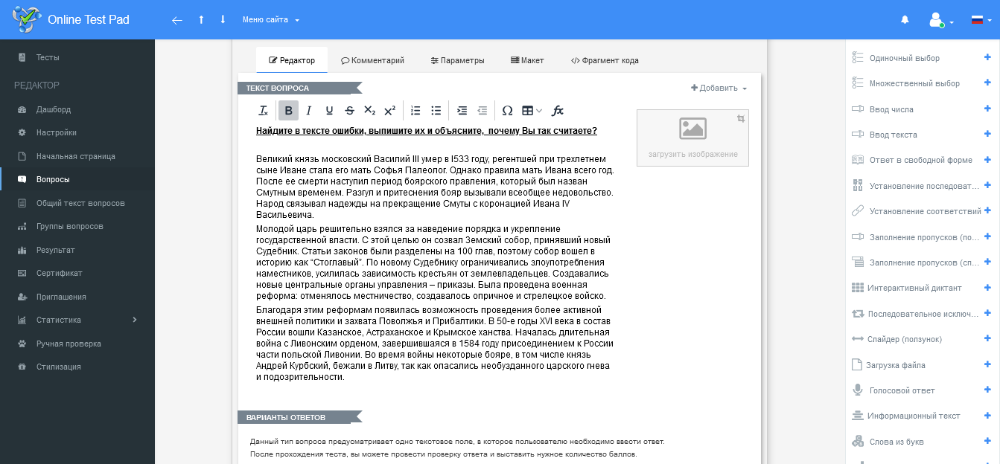 Online Test Pad
Меню сайта
Тесты
РЕДАКТОР
Дашборд
Настройки
Начальная страница
Вопросы
Общий текст вопросов
Группы вопросов
Результат
Сертификат
Приглашения
Статистика
Ручная проверка
Стилизация
Редактор
Комментарий
Параметры
Макет
Фрагмент кода
ТЕКСТ ВОПРОСА
Добавить
Найдите в тексте ошибки, выпишите их и объясните,  почему Вы так считаете?
загрузить изображение
Великий князь московский Василий III умер в I533 году, регентшей при трехлетнем
сыне Иване стала его мать Софья Палеолог. Однако правила мать Ивана всего год.
После ее смерти наступил период боярского правления, который был назван
Смутным временем. Разгул и притеснения бояр вызывали всеобщее недовольство.
Народ связывал надежды на прекращение Смуты с коронацией Ивана IV
Васильевича.
Молодой царь решительно взялся за наведение порядка и укрепление
государственной власти. С этой целью он созвал Земский собор, принявший новый
Судебник. Статьи законов были разделены на 100 глав, поэтому собор вошел в
историю как “Стоглавый”. По новому Судебнику ограничивались злоупотребления
наместников, усилилась зависимость крестьян от землевладельцев. Создавались
новые центральные органы управления – приказы. Была проведена военная
реформа: отменялось местничество, создавалось опричное и стрелецкое войско.
Благодаря этим реформам появилась возможность проведения более активной
внешней политики и захвата Поволжья и Прибалтики. В 50-е годы XVI века в состав
России вошли Казанское, Астраханское и Крымское ханства. Началась длительная
война с Ливонским орденом, завершившаяся в 1584 году присоединением к России
части польской Ливонии. Во время войны некоторые бояре, в том числе князь
Андрей Курбский, бежали в Литву, так как опасались необузданного царского гнева
и подозрительности.
ВАРИАНТЫ ОТВЕТОВ
Данный тип вопроса предусматривает одно текстовое поле, в которое пользователю необходимо ввести ответ.
После прохождения теста, вы можете провести проверку ответа и выставить нужное количество баллов.
Одиночный выбор
Множественный выбор
Ввод числа
Ввод текста
Ответ в свободной форме
Установление последоват...
Установление соответствий
Заполнение пропусков (по...
Заполнение пропусков (сп...
Интерактивный диктант
Последовательное исключ...
Слайдер (ползунок)
Загрузка файла
Голосовой ответ
Информационный текст
Слова из букв